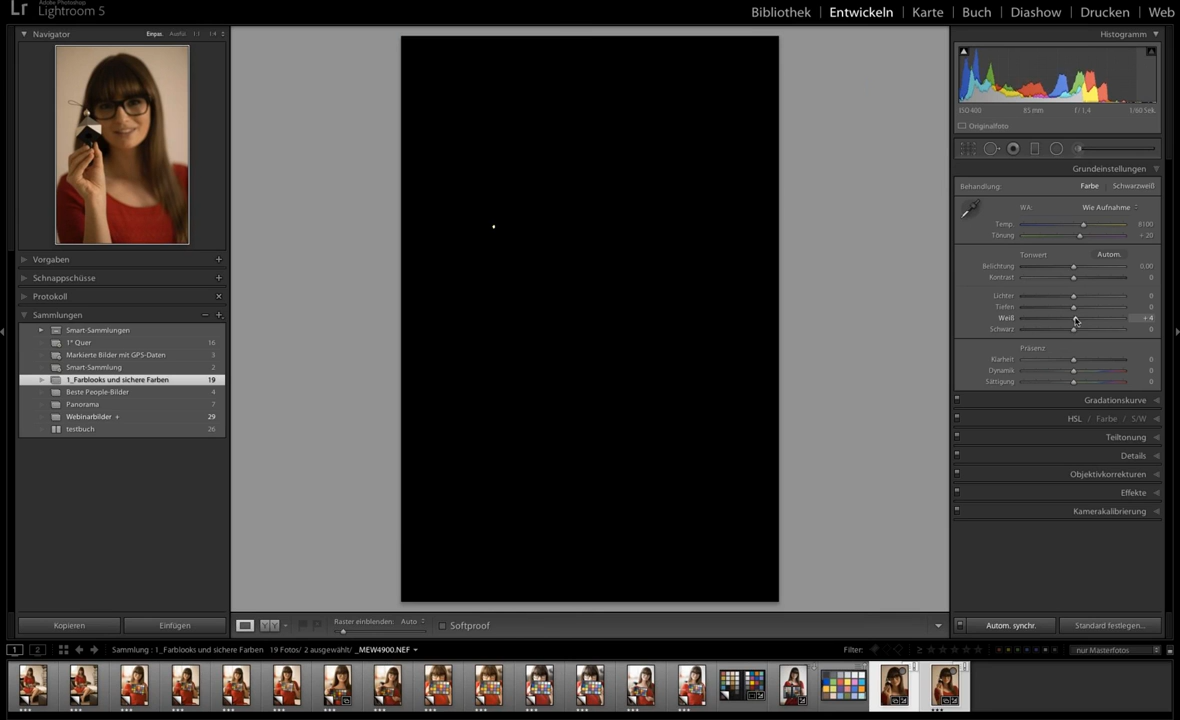 Lr Adobe Photoshop
Lightroom 5
Bibliothek | Entwickeln | Karte | Buch | Diashow | Drucken | Web
Navigator Einpas. Ausfül. 1:1 1:4
Vorgaben
Schnappschüsse
Protokoll
Sammlungen
Smart-Sammlungen
1* Quer 16
Markierte Bilder mit GPS-Daten 3
Smart-Sammlung 2
1_Farblooks und sichere Farben 19
Beste People-Bilder 4
Panorama 7
Webinarbilder + 29
testbuch 26
Kopieren Einfügen
Histogramm
ISO 400 85 mm f / 1,4 1/60 Sek.
Originalfoto
Grundeinstellungen
Behandlung: Farbe Schwarzweiß
WA: Wie Aufnahme
Temp. 8100
Tönung + 20
Tonwert Autom.
Belichtung 0,00
Kontrast 0
Lichter 0
Tiefen 0
Weiß + 4
Schwarz 0
Präsenz
Klarheit 0
Dynamik 0
Sättigung 0
Gradationskurve
HSL / Farbe / S/W
Teiltonung
Details
Objektivkorrekturen
Effekte
Kamerakalibrierung
Raster einblenden: Auto Softproof
Autom. synchr. Standard festlegen...
1 2 Sammlung : 1_Farblooks und sichere Farben 19 Fotos/ 2 ausgewählt/ _MEW4900.NEF
Filter: nur Masterfotos